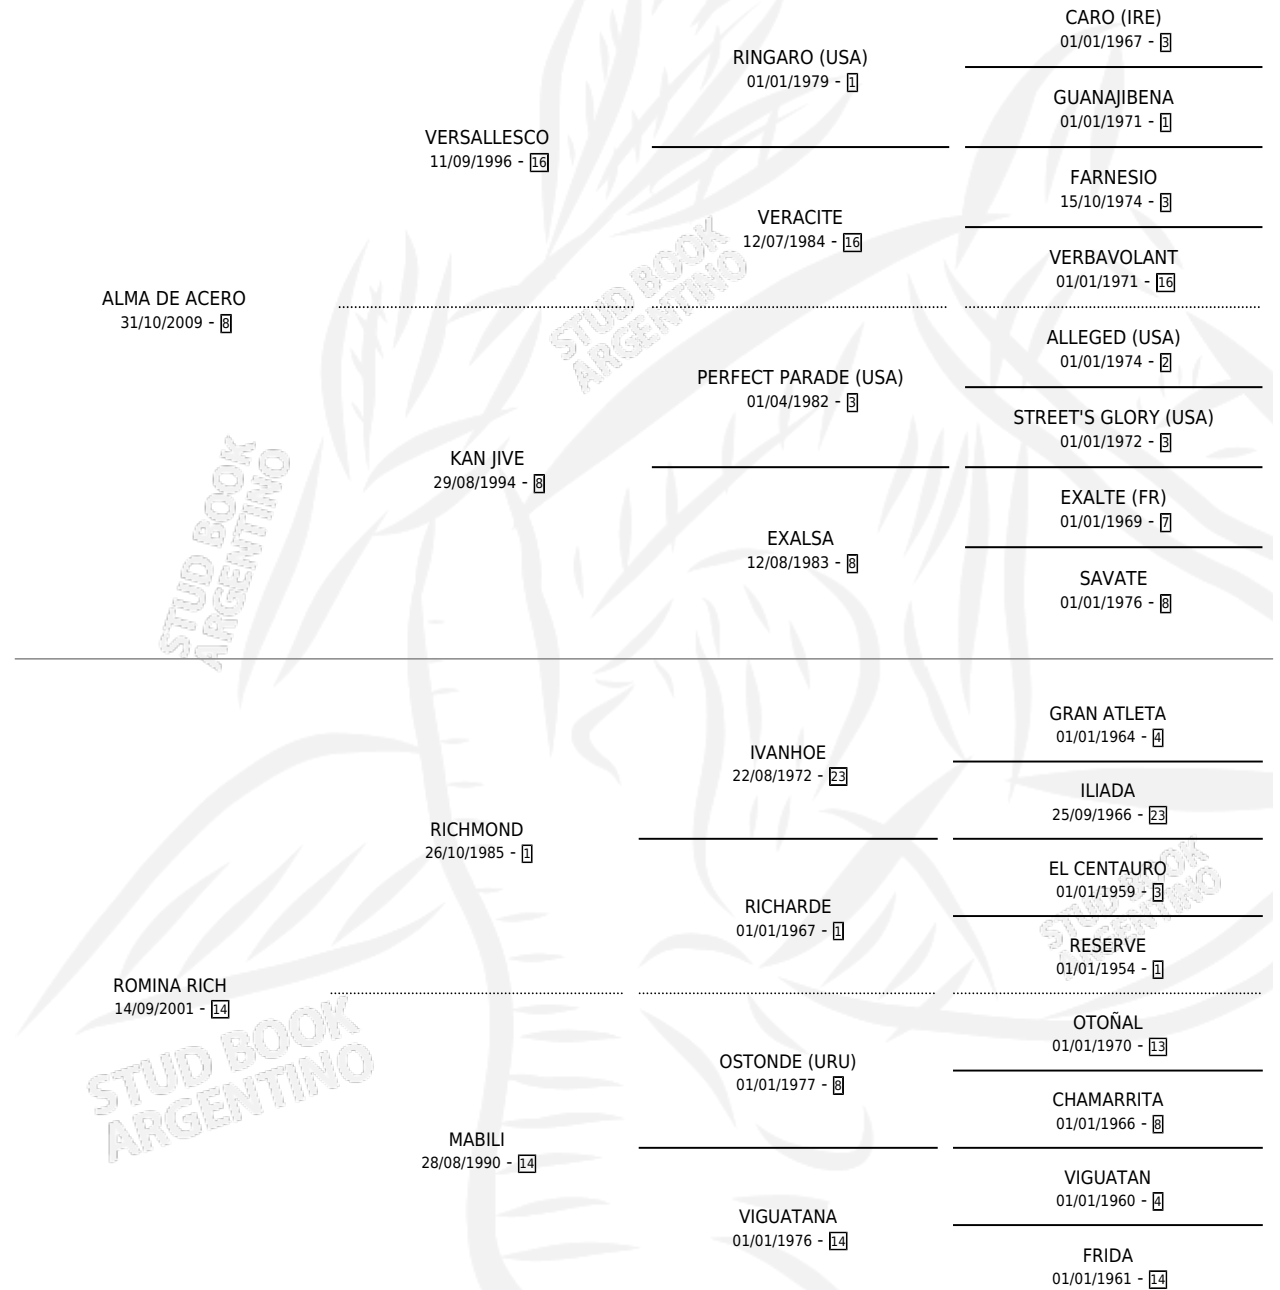 CARO (IRE)
01/01/1967 - 3
RINGARO (USA)
01/01/1979 - 1
GUANAJIBENA
01/01/1971 - 1
VERSALLESCO
11/09/1996 - 16
FARNESIO
15/10/1974 - 3
VERACITE
12/07/1984 - 16
VERBAVOLANT
01/01/1971 - 16
ALMA DE ACERO
31/10/2009 - 8
STUD BOOK
ARGENTINO
ALLEGED (USA)
01/01/1974 - 2
PERFECT PARADE (USA)
01/04/1982 - 3
STREET'S GLORY (USA)
01/01/1972 - 3
KAN JIVE
29/08/1994 - 8
EXALTE (FR)
01/01/1969 - 7
EXALSA
12/08/1983 - 8
SAVATE
01/01/1976 - 8
STUD BOOK
ARGENTINO
GRAN ATLETA
01/01/1964 - 4
IVANHOE
22/08/1972 - 23
ILIADA
25/09/1966 - 23
RICHMOND
26/10/1985 - 1
EL CENTAURO
01/01/1959 - 3
RICHARDE
01/01/1967 - 1
STUD BOOK
ARGENTINO
RESERVE
01/01/1954 - 1
ROMINA RICH
14/09/2001 - 14
OTOÑAL
01/01/1970 - 13
STUD BOOK
ARGENTINO
OSTONDE (URU)
01/01/1977 - 8
CHAMARRITA
01/01/1966 - 8
MABILI
28/08/1990 - 14
VIGUATAN
01/01/1960 - 4
VIGUATANA
01/01/1976 - 14
FRIDA
01/01/1961 - 14